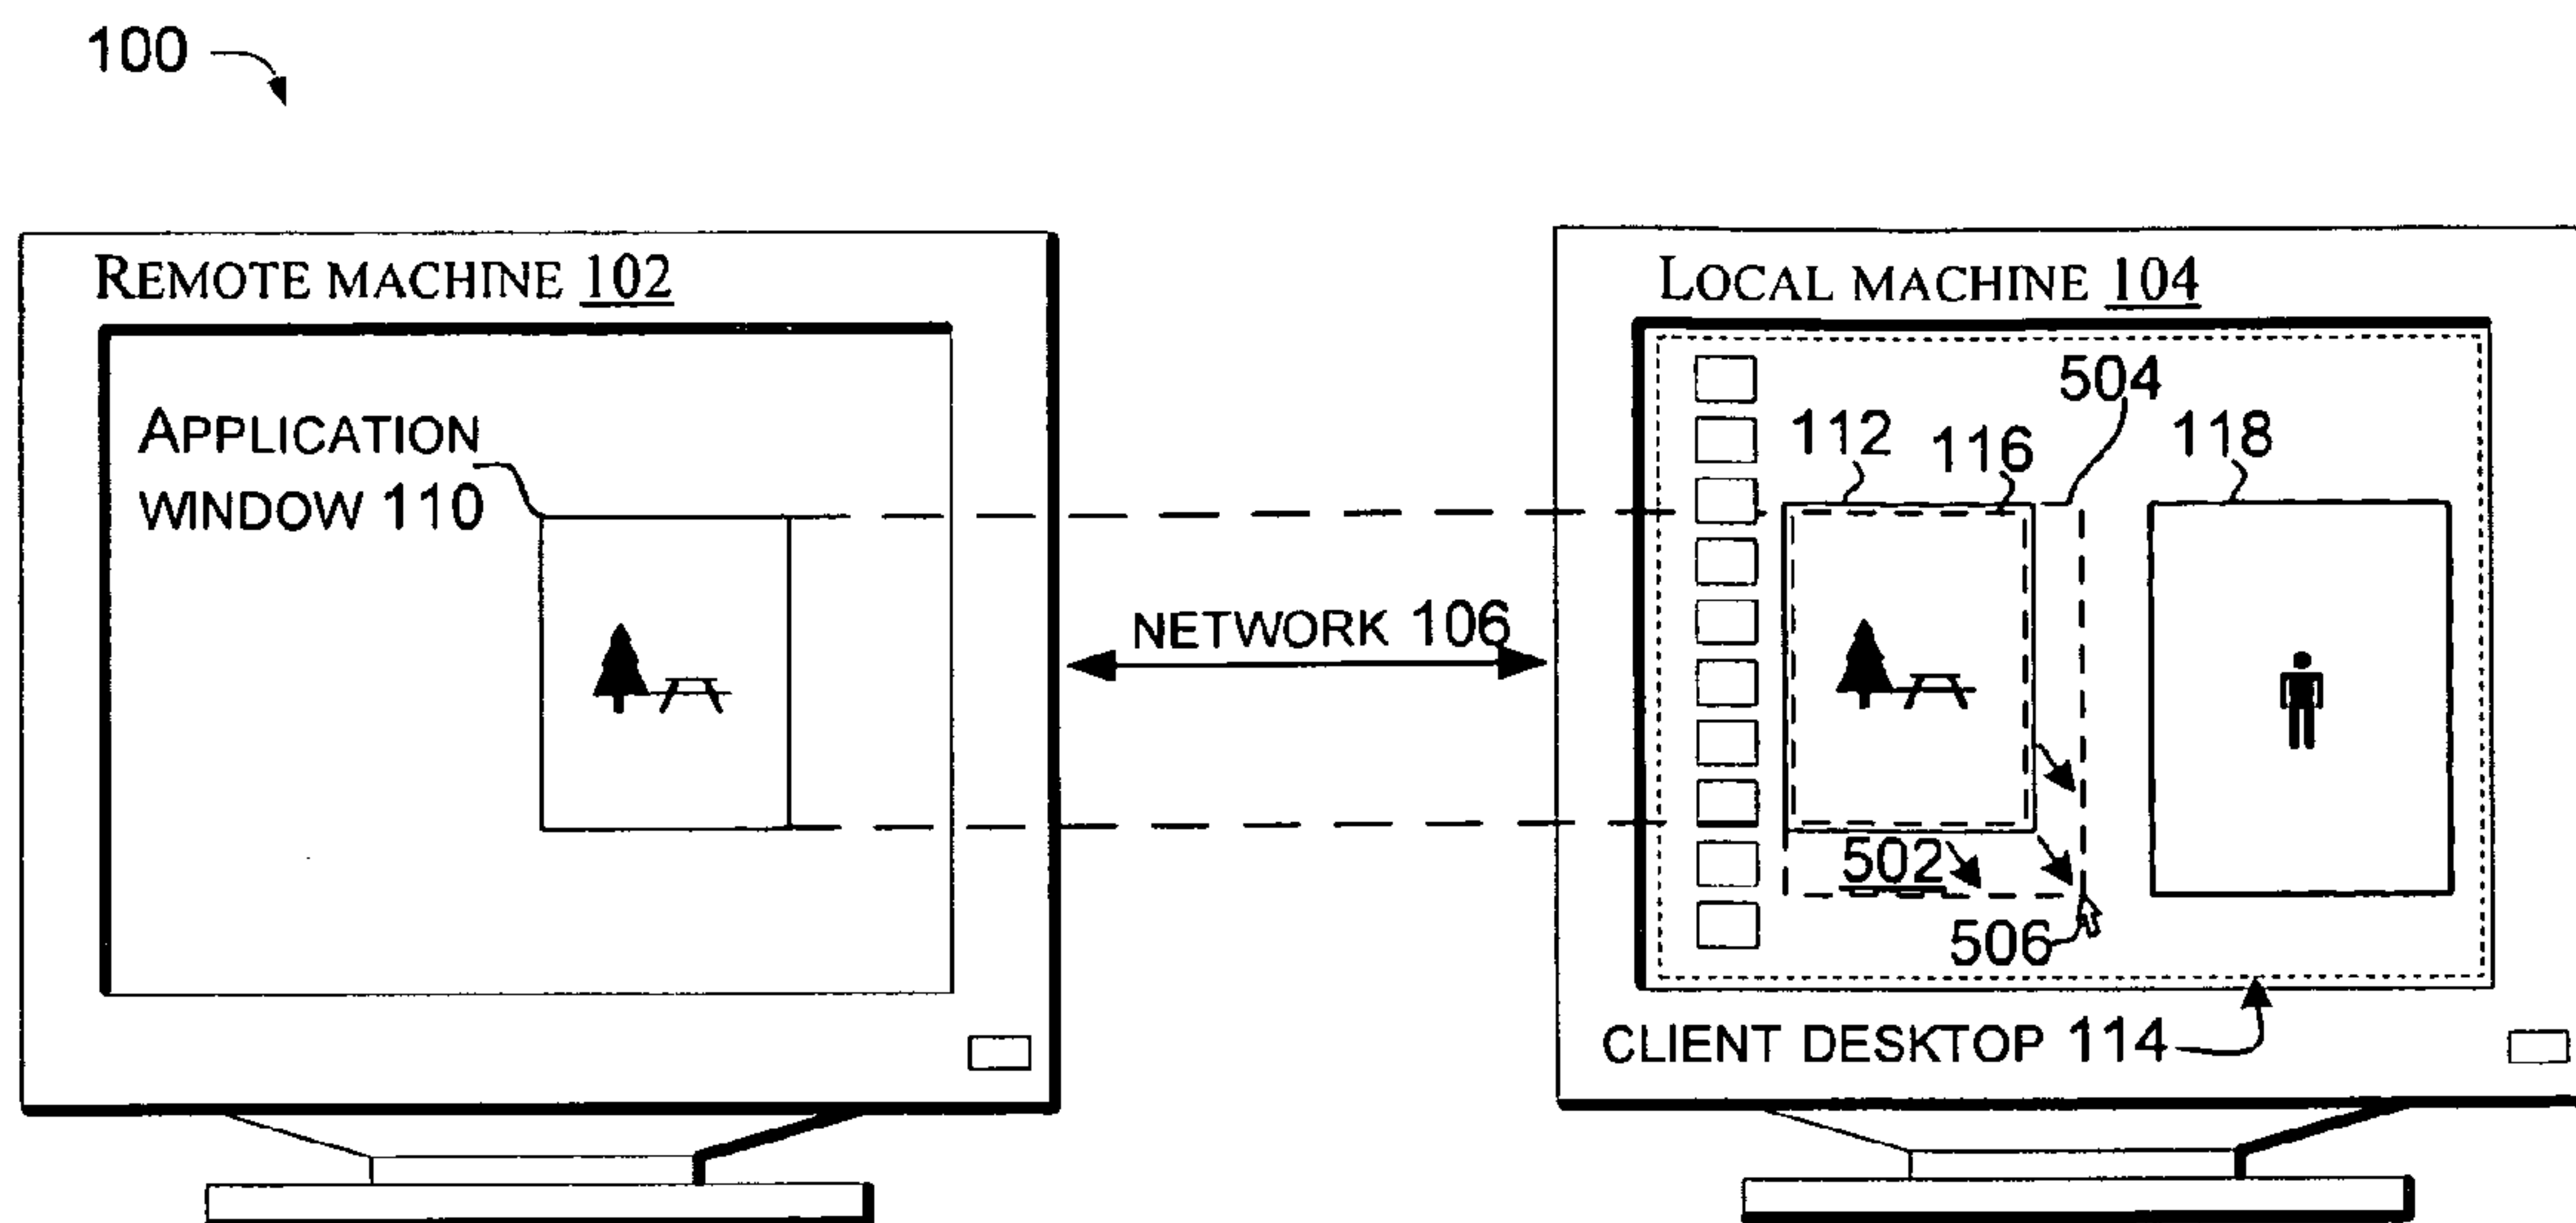 100
REMOTE MACHINE 102
LOCAL MACHINE 104
504
APPLICATION
WINDOW 110
112
116
118
NETWORK 106
502
506
CLIENT DESKTOP 114